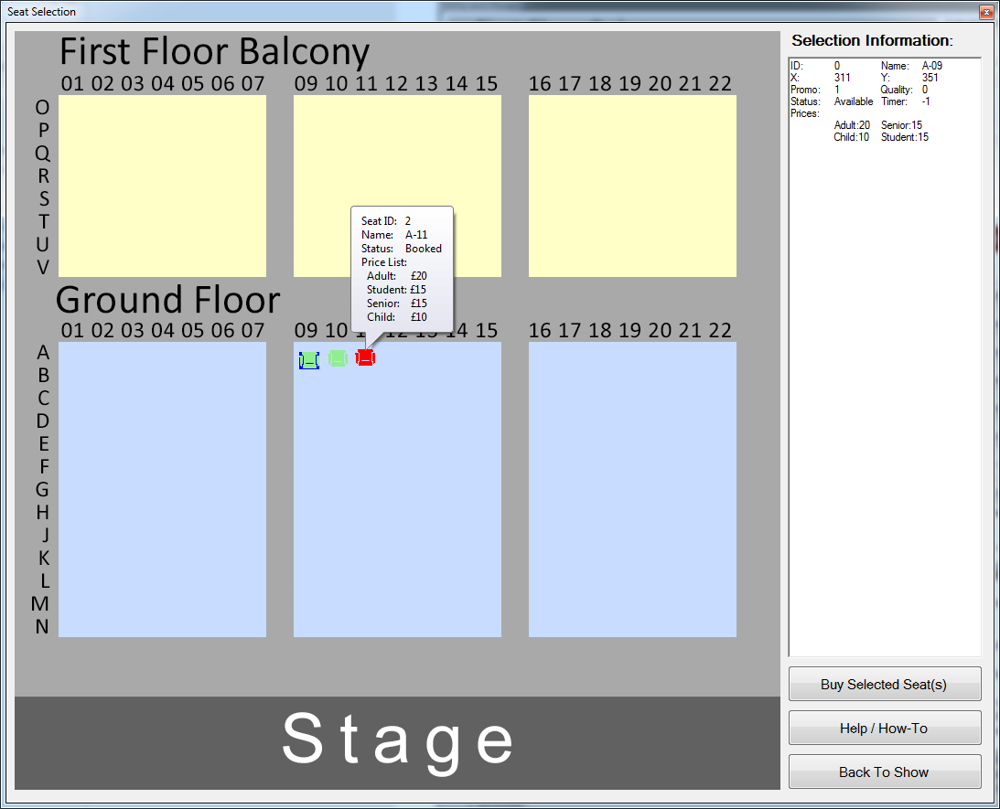 Seat Selection
First Floor Balcony
01 02 03 04 05 06 07 09 10 11 12 13 14 15 16 17 18 19 20 21 22
O
P
Q
R
S
T
U
V
Seat ID: 2
Name: A-11
Status: Booked
Price List:
Adult: £20
Student: £15
Senior: £15
Child: £10
Ground Floor
01 02 03 04 05 06 07 09 10 11 12 13 14 15 16 17 18 19 20 21 22
A
B
C
D
E
F
G
H
J
K
L
M
N
Stage
Selection Information:
ID: 0 Name: A-09
X: 311 Y: 351
Promo: 1 Quality: 0
Status: Available Timer: -1
Prices:
Adult:20 Senior:15
Child:10 Student:15
Buy Selected Seat(s)
Help / How-To
Back To Show